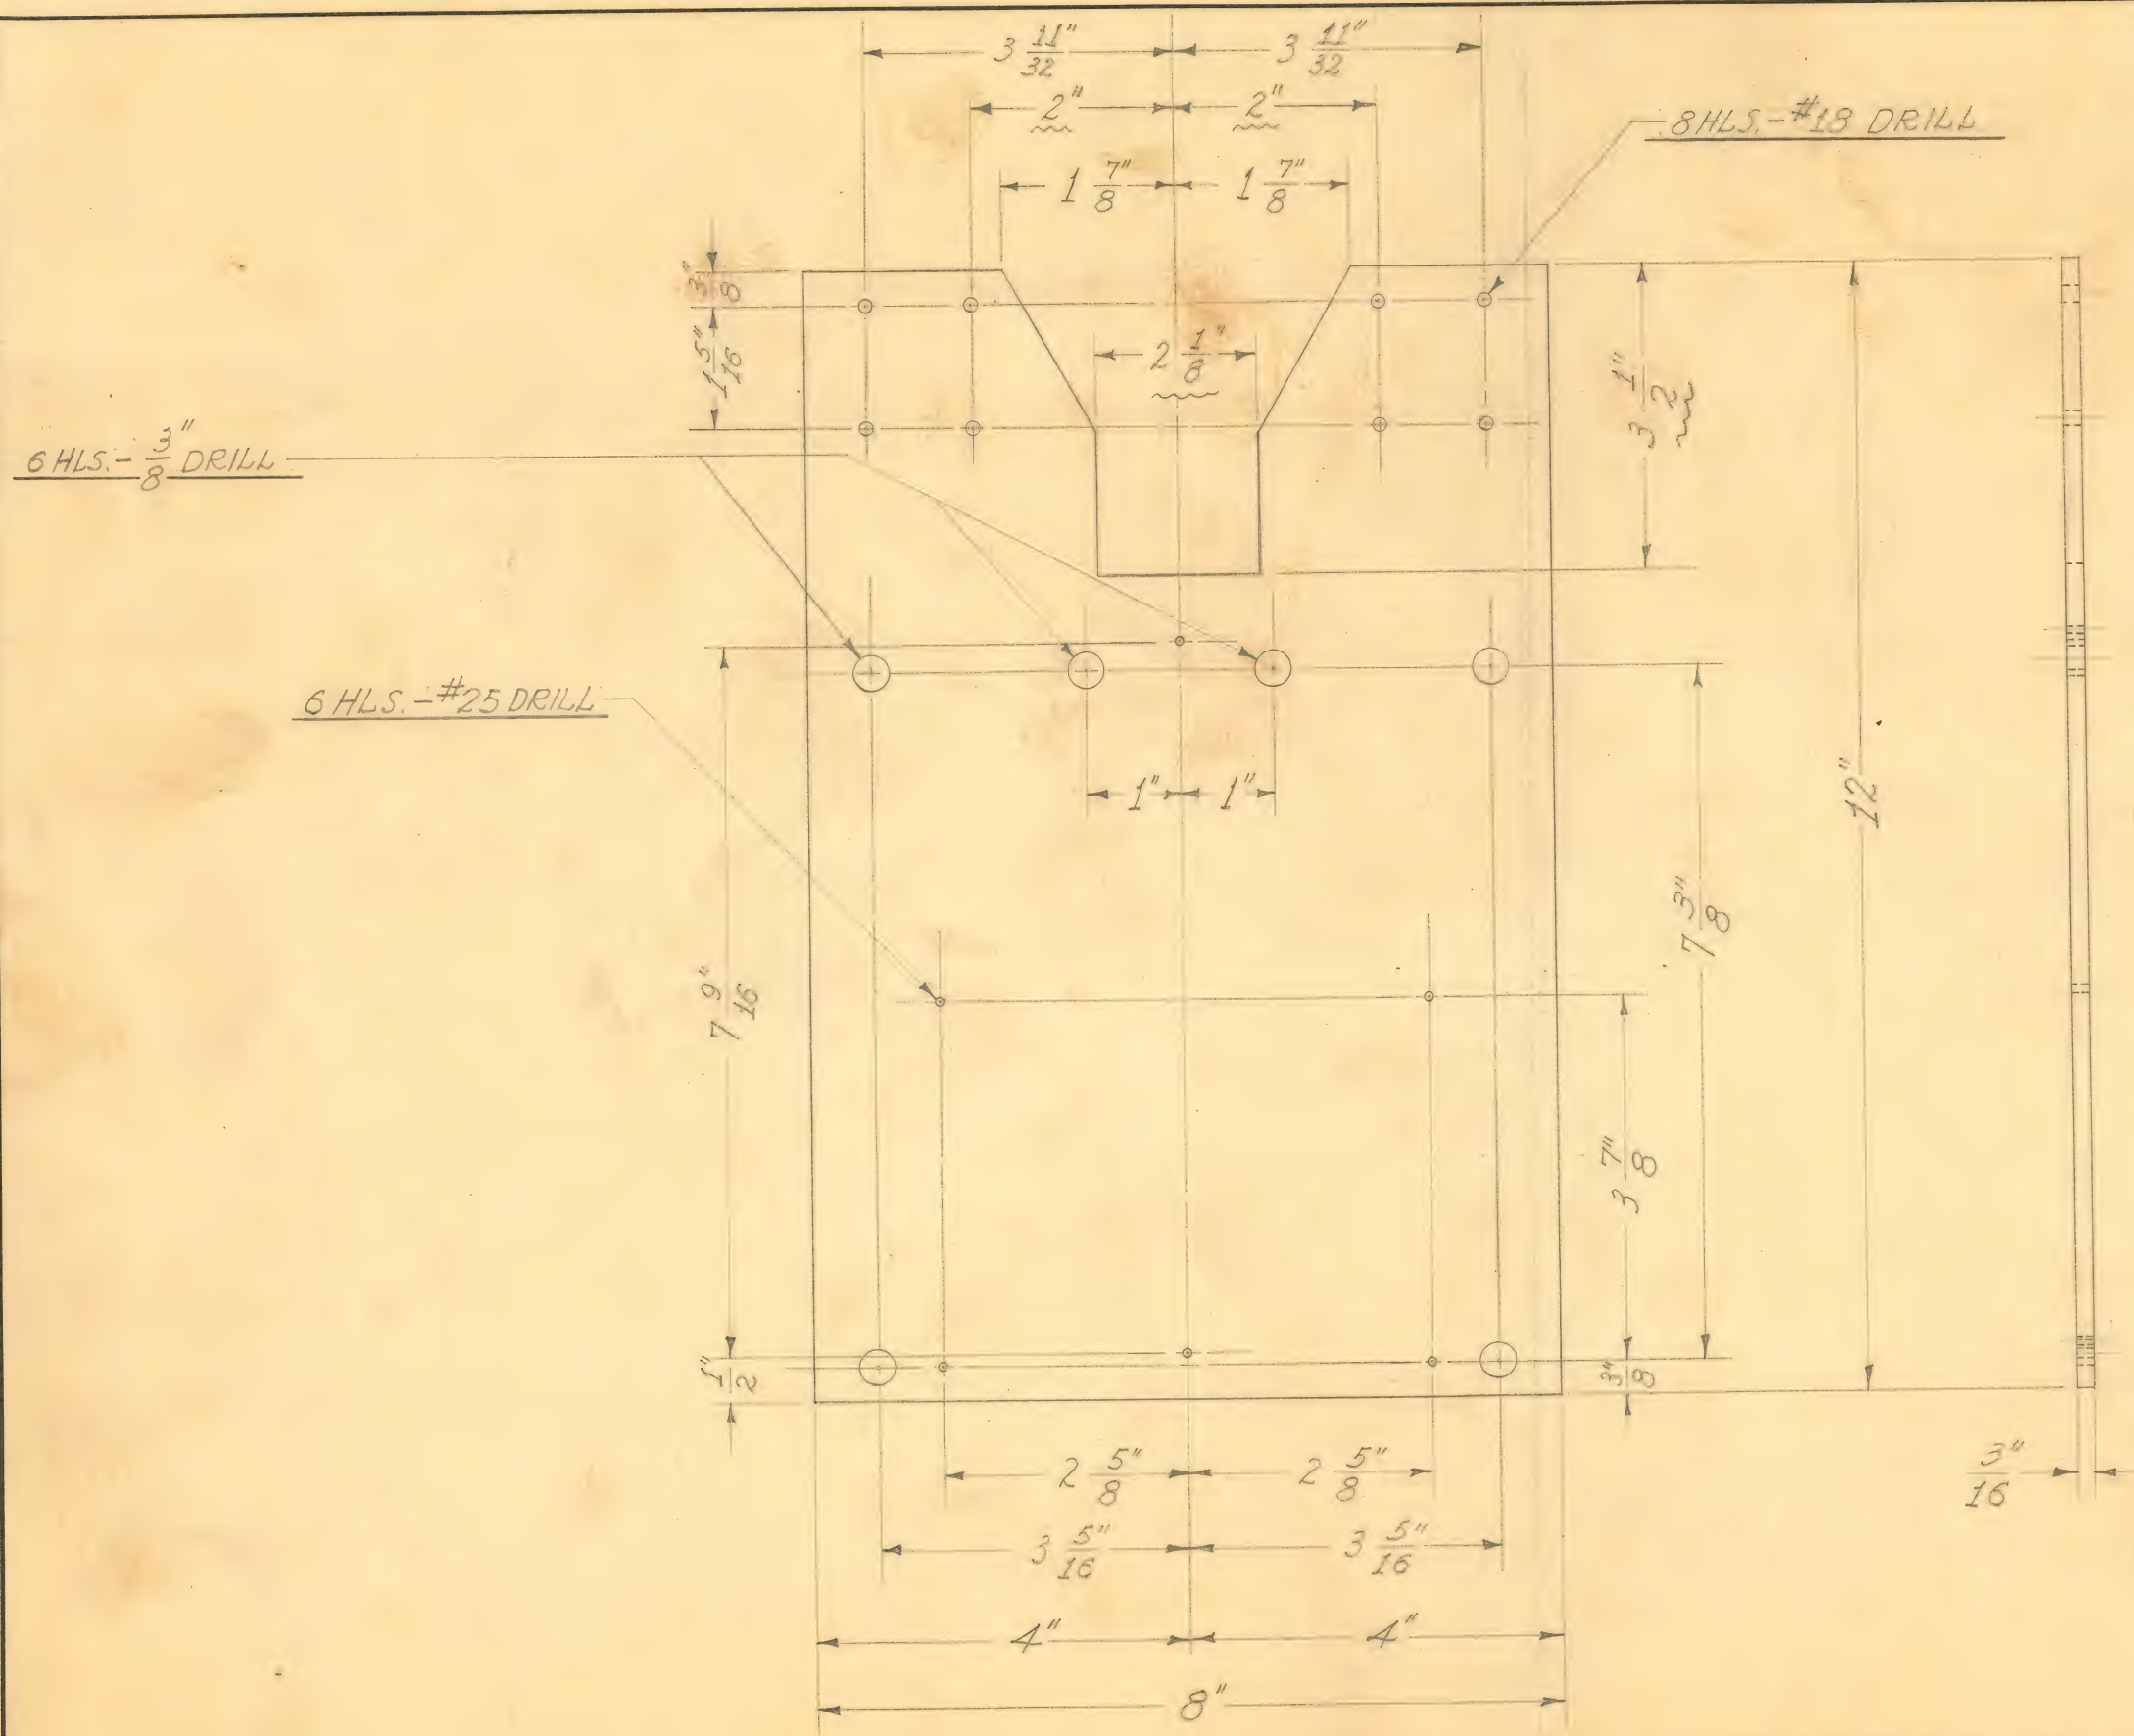 3 11/32" 3 11/32"
2" 2"
8 HLS. - #18 DRILL
1 7/8" 1 7/8"
3/8"
1 5/16"
2 1/8"
3 1/2"
6 HLS. - 3/8" DRILL
6 HLS. - #25 DRILL
1" 1"
12"
7 3/8"
7 9/16"
3 7/8"
1/2"
3/8"
2 5/8" 2 5/8"
3/16"
3 5/16" 3 5/16"
4" 4"
8"